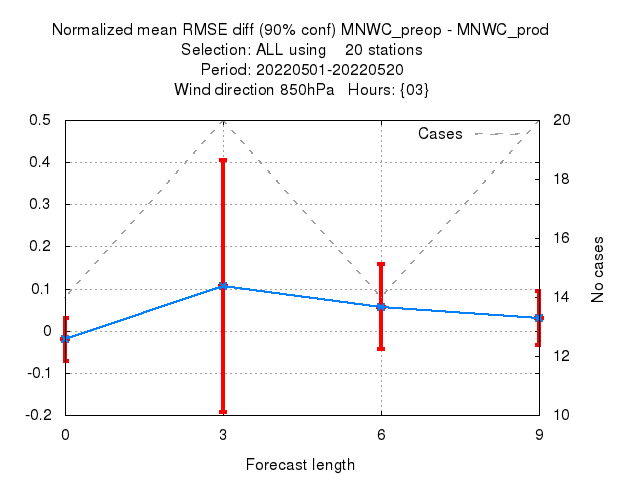 Normalized mean RMSE diff (90% conf) MNWC_preop - MNWC_prod
Selection: ALL using    20 stations
Period: 20220501-20220520
Wind direction 850hPa   Hours: {03}
Cases
0.5
0.4
0.3
0.2
0.1
0
-0.1
-0.2
20
18
16
14
12
10
No cases
0 3 6 9
Forecast length